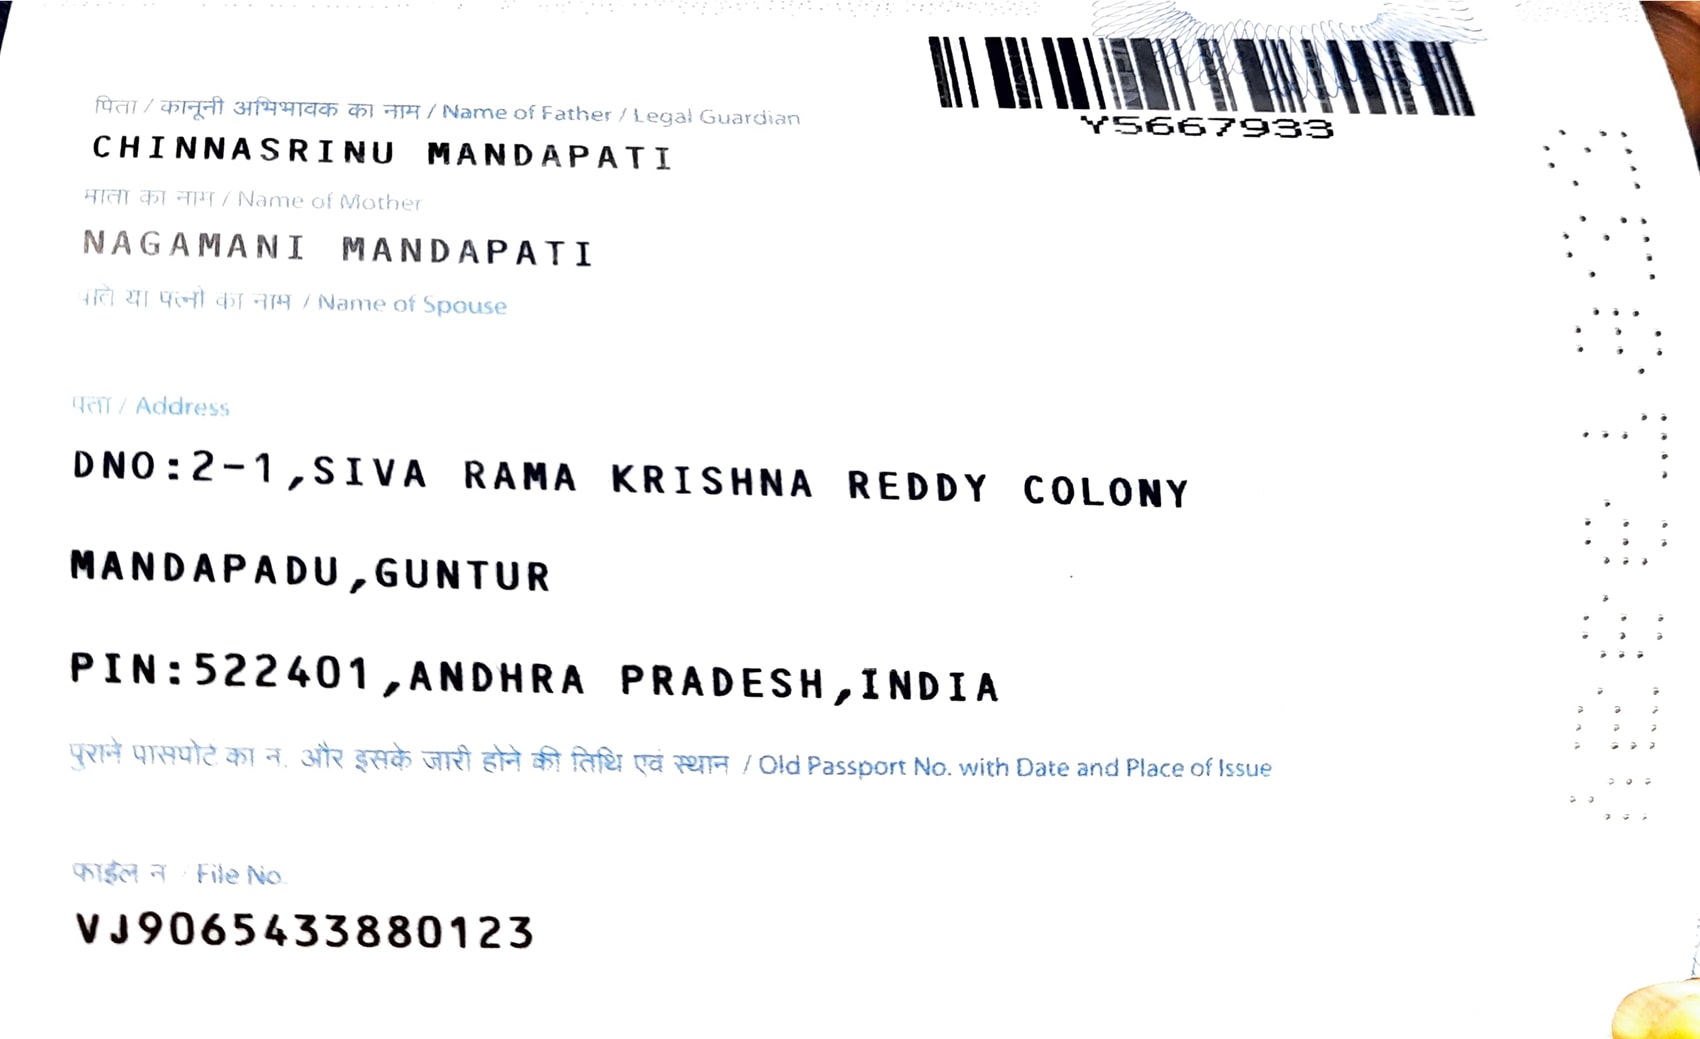 Y5667933
पिता / कानूनी अभिभावक का नाम / Name of Father / Legal Guardian
CHINNASRINU MANDAPATI
माता का नाम / Name of Mother
NAGAMANI MANDAPATI
पति या पत्नी का नाम / Name of Spouse
पता / Address
DNO:2-1,SIVA RAMA KRISHNA REDDY COLONY
MANDAPADU,GUNTUR
PIN:522401,ANDHRA PRADESH,INDIA
पुराने पासपोर्ट का न. और इसके जारी होने की तिथि एवं स्थान / Old Passport No. with Date and Place of Issue
फाईल न / File No.
VJ9065433880123